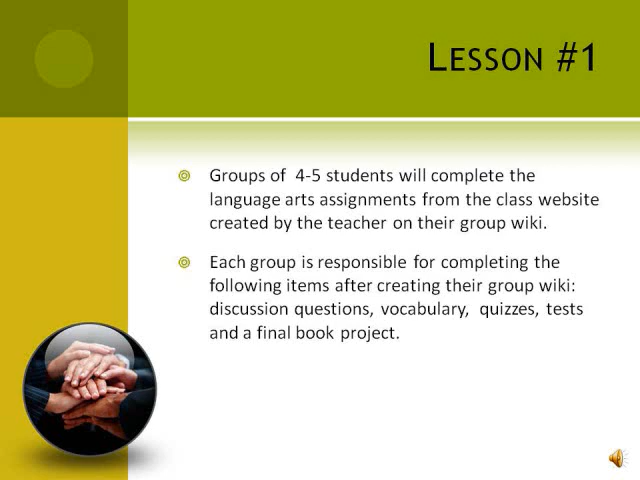 LESSON #1
Groups of 4-5 students will complete the
language arts assignments from the class website
created by the teacher on their group wiki.
Each group is responsible for completing the
following items after creating their group wiki:
discussion questions, vocabulary, quizzes, tests
and a final book project.